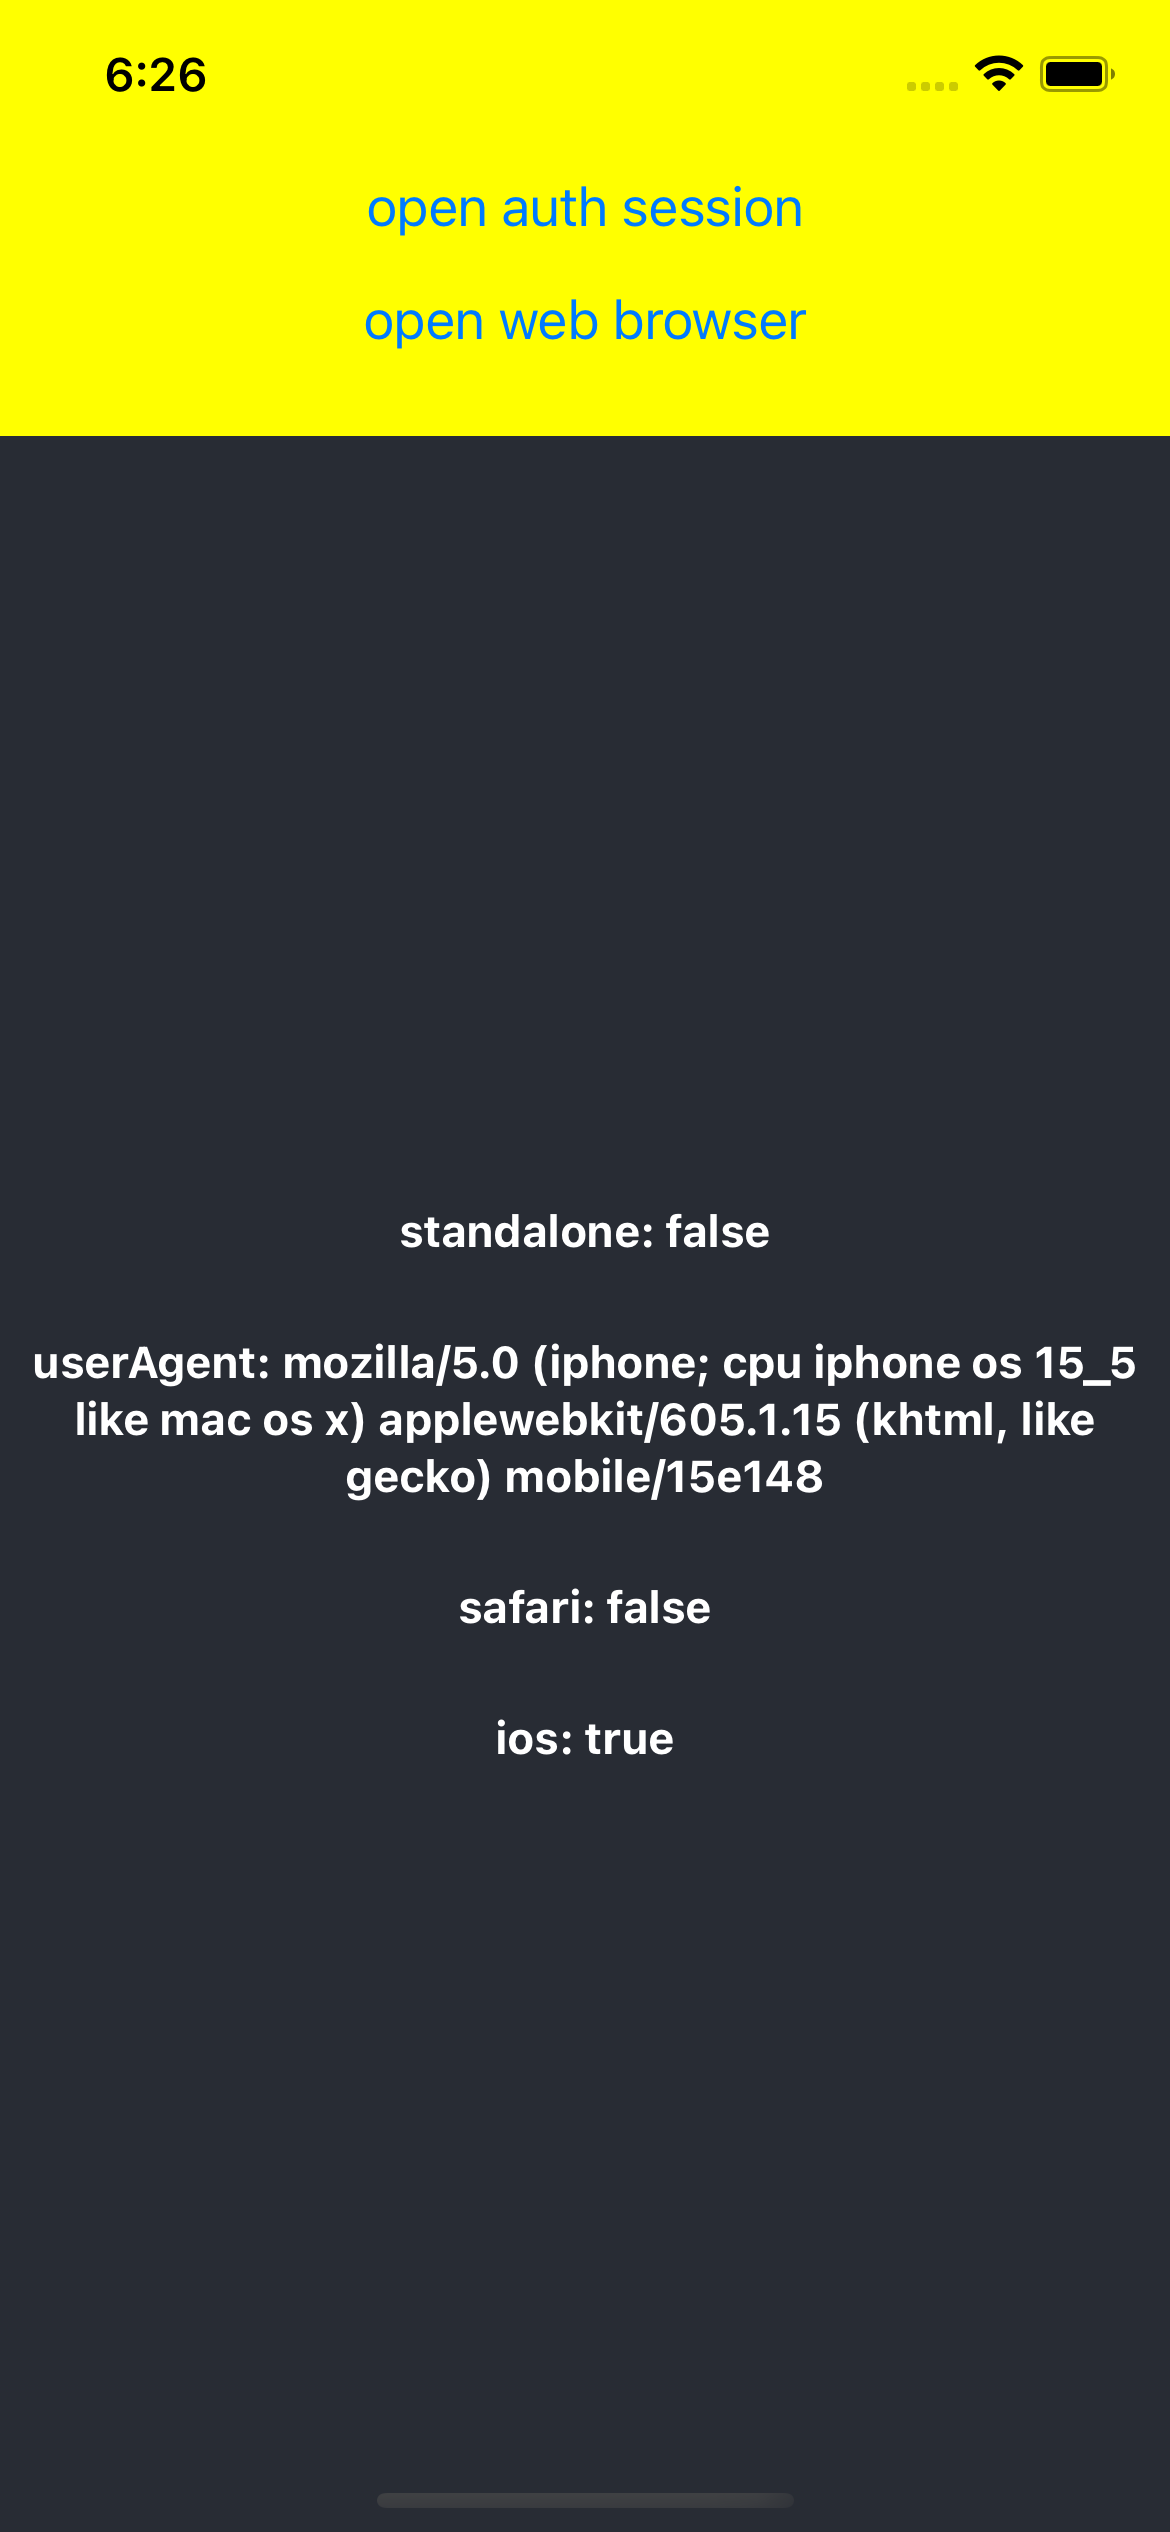 6:26
open auth session
open web browser
standalone: false
userAgent: mozilla/5.0 (iphone; cpu iphone os 15_5
like mac os x) applewebkit/605.1.15 (khtml, like
gecko) mobile/15e148
safari: false
ios: true